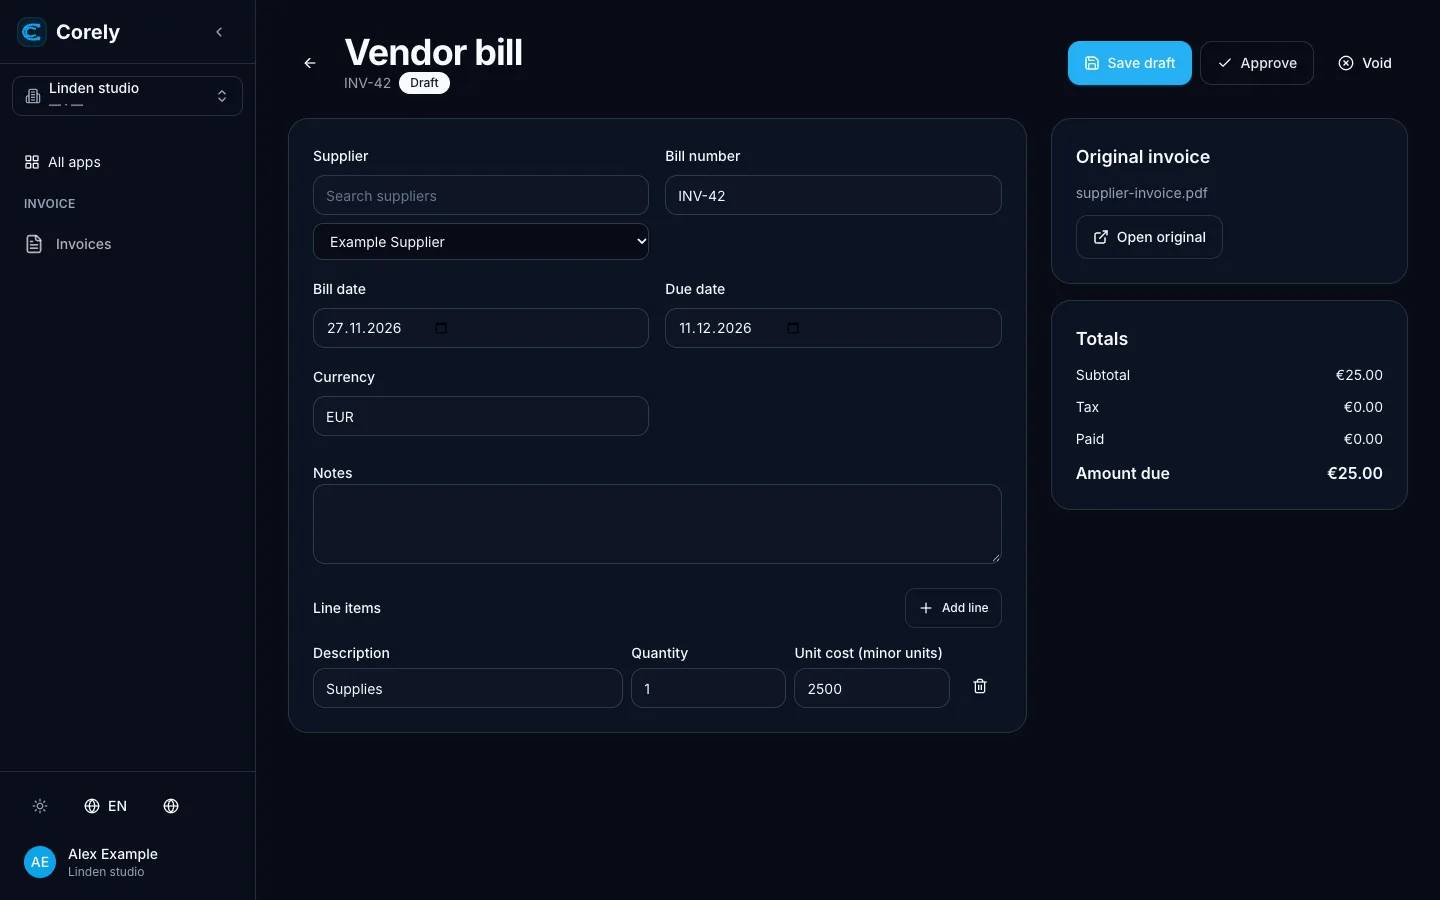 Corely
Linden studio
— · —
All apps
INVOICE
Invoices
EN
AE
Alex Example
Linden studio
Vendor bill
INV-42
Draft
Save draft
Approve
Void
Supplier
Search suppliers
Example Supplier
Bill number
INV-42
Bill date
27.11.2026
Due date
11.12.2026
Currency
EUR
Notes
Line items
Add line
Description
Quantity
Unit cost (minor units)
Supplies
1
2500
Original invoice
supplier-invoice.pdf
Open original
Totals
Subtotal €25.00
Tax €0.00
Paid €0.00
Amount due €25.00